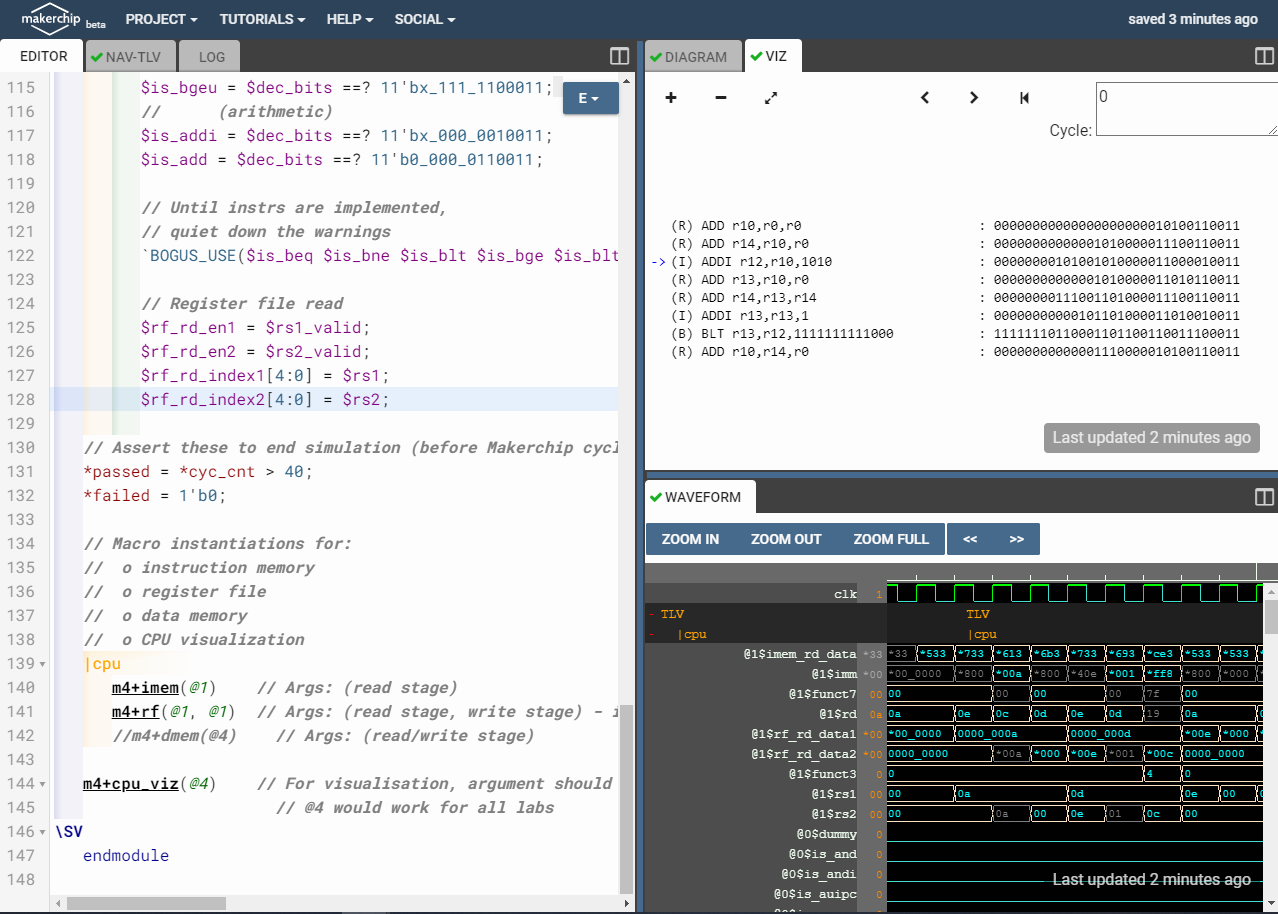 makerchip beta PROJECT TUTORIALS HELP SOCIAL saved 3 minutes ago
EDITOR NAV-TLV LOG
E
115 $is_bgeu = $dec_bits ==? 11'bx_111_1100011;
116 // (arithmetic)
117 $is_addi = $dec_bits ==? 11'bx_000_0010011;
118 $is_add = $dec_bits ==? 11'b0_000_0110011;
119
120 // Until instrs are implemented,
121 // quiet down the warnings
122 `BOGUS_USE($is_beq $is_bne $is_blt $is_bge $is_blt
123
124 // Register file read
125 $rf_rd_en1 = $rs1_valid;
126 $rf_rd_en2 = $rs2_valid;
127 $rf_rd_index1[4:0] = $rs1;
128 $rf_rd_index2[4:0] = $rs2;
129
130 // Assert these to end simulation (before Makerchip cycl
131 *passed = *cyc_cnt > 40;
132 *failed = 1'b0;
133
134 // Macro instantiations for:
135 // o instruction memory
136 // o register file
137 // o data memory
138 // o CPU visualization
139 |cpu
140 m4+imem(@1) // Args: (read stage)
141 m4+rf(@1, @1) // Args: (read stage, write stage) - i
142 //m4+dmem(@4) // Args: (read/write stage)
143
144 m4+cpu_viz(@4) // For visualisation, argument should
145 // @4 would work for all labs
146 \SV
147 endmodule
148
DIAGRAM VIZ
Cycle: 0
(R) ADD r10,r0,r0 : 00000000000000000000010100110011
(R) ADD r14,r10,r0 : 00000000000001010000011100110011
-> (I) ADDI r12,r10,1010 : 00000000101001010000011000010011
(R) ADD r13,r10,r0 : 00000000000001010000011010110011
(R) ADD r14,r13,r14 : 00000000111001101000011100110011
(I) ADDI r13,r13,1 : 00000000000101101000011010010011
(B) BLT r13,r12,1111111111000 : 11111110110001101100110011100011
(R) ADD r10,r14,r0 : 00000000000001110000010100110011
Last updated 2 minutes ago
WAVEFORM
ZOOM IN ZOOM OUT ZOOM FULL << >>
clk 1
- TLV TLV
- |cpu |cpu
@1$imem_rd_data *33 *33 *533 *733 *613 *6b3 *733 *693 *ce3 *533 *533
@1$imm *00 *00_0000 *800 *00a *800 *40e *001 *ff8 *800 *000
@1$funct7 00 00 00 00 00 7f 00
@1$rd 0a 0a 0e 0c 0d 0e 0d 19 0a
@1$rf_rd_data1 *00 *00_0000 0000_000a 0000_000d *00e *000
@1$rf_rd_data2 *00 0000_0000 *00a *000 *00e *001 *00c 0000_0000
@1$funct3 0 0 4 0
@1$rs1 00 00 0a 0d 0e 00
@1$rs2 00 00 0a 00 0e 01 0c 00
@0$dummy 0
@0$is_and 0
@0$is_andi 0
@0$is_auipc 0
Last updated 2 minutes ago